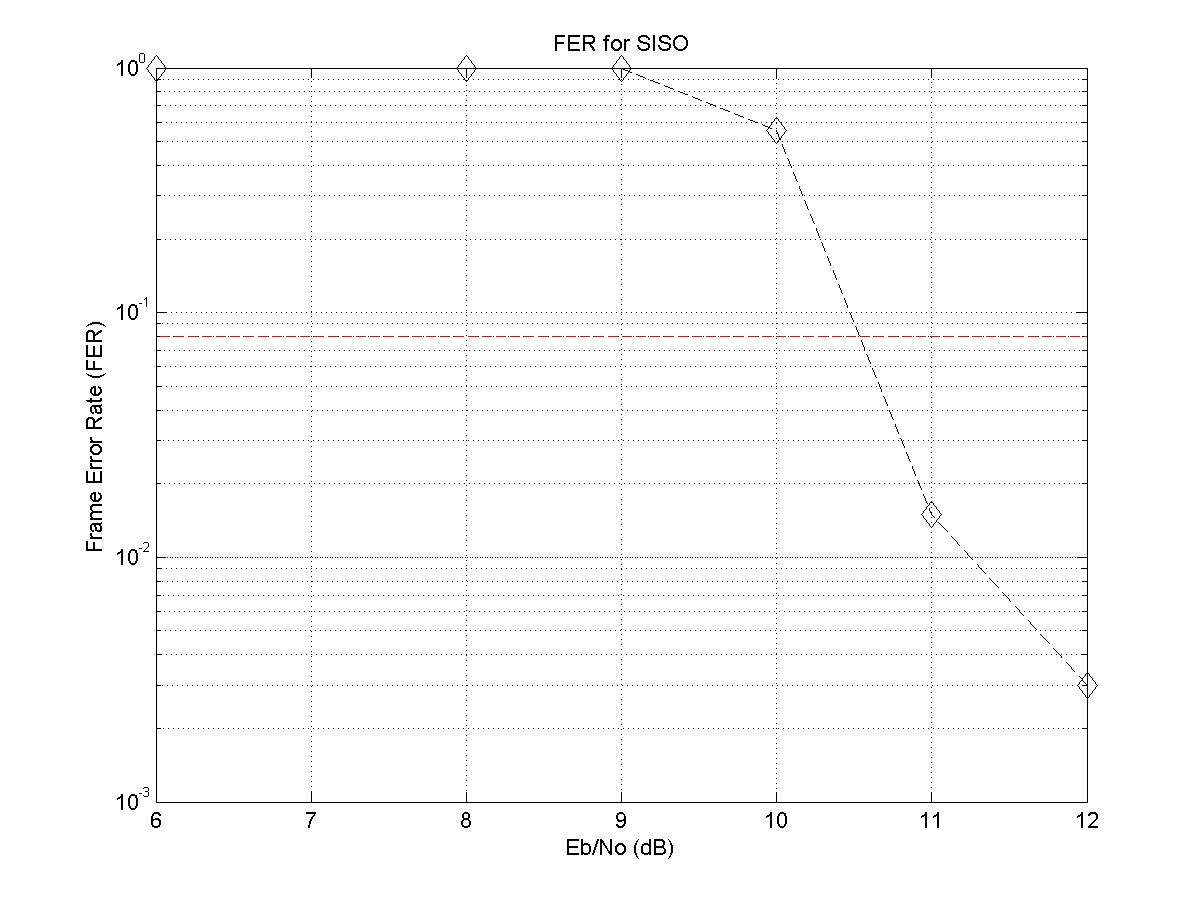 FER for SISO
10^0
10^-1
10^-2
10^-3
Frame Error Rate (FER)
6 7 8 9 10 11 12
Eb/No (dB)